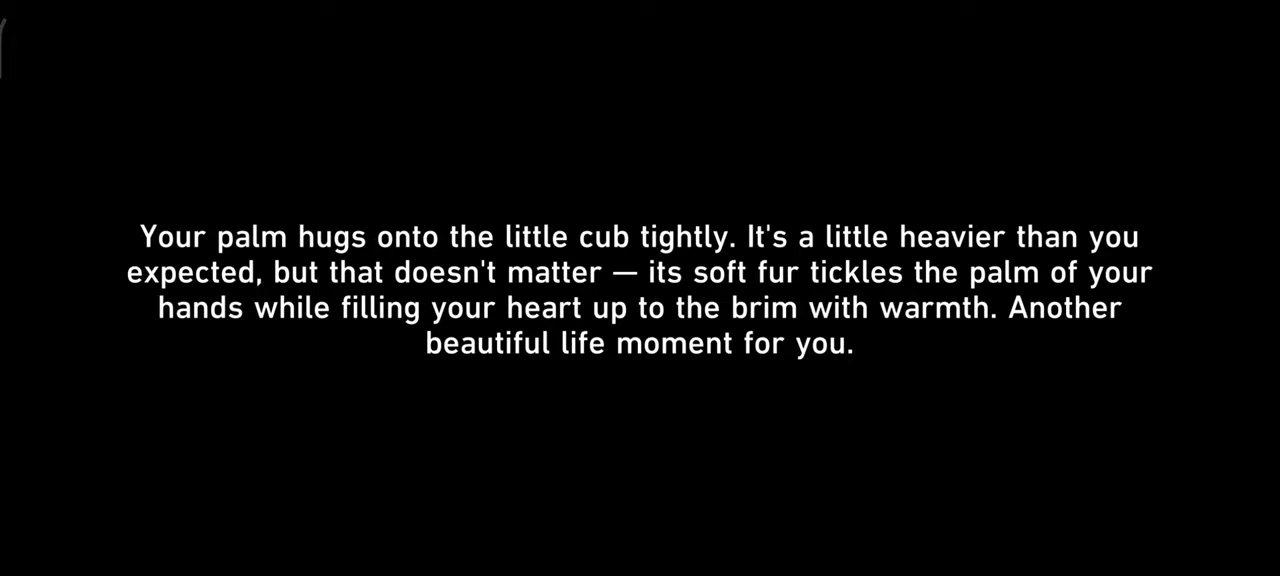 Your palm hugs onto the little cub tightly. It's a little heavier than you
expected, but that doesn't matter — its soft fur tickles the palm of your
hands while filling your heart up to the brim with warmth. Another
beautiful life moment for you.